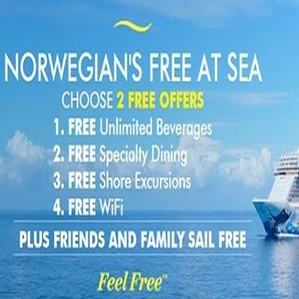 NORWEGIAN'S FREE AT SEA
CHOOSE 2 FREE OFFERS
1. FREE Unlimited Beverages
2. FREE Specialty Dining
3. FREE Shore Excursions
4. FREE WiFi
PLUS FRIENDS AND FAMILY SAIL FREE
Feel Free™